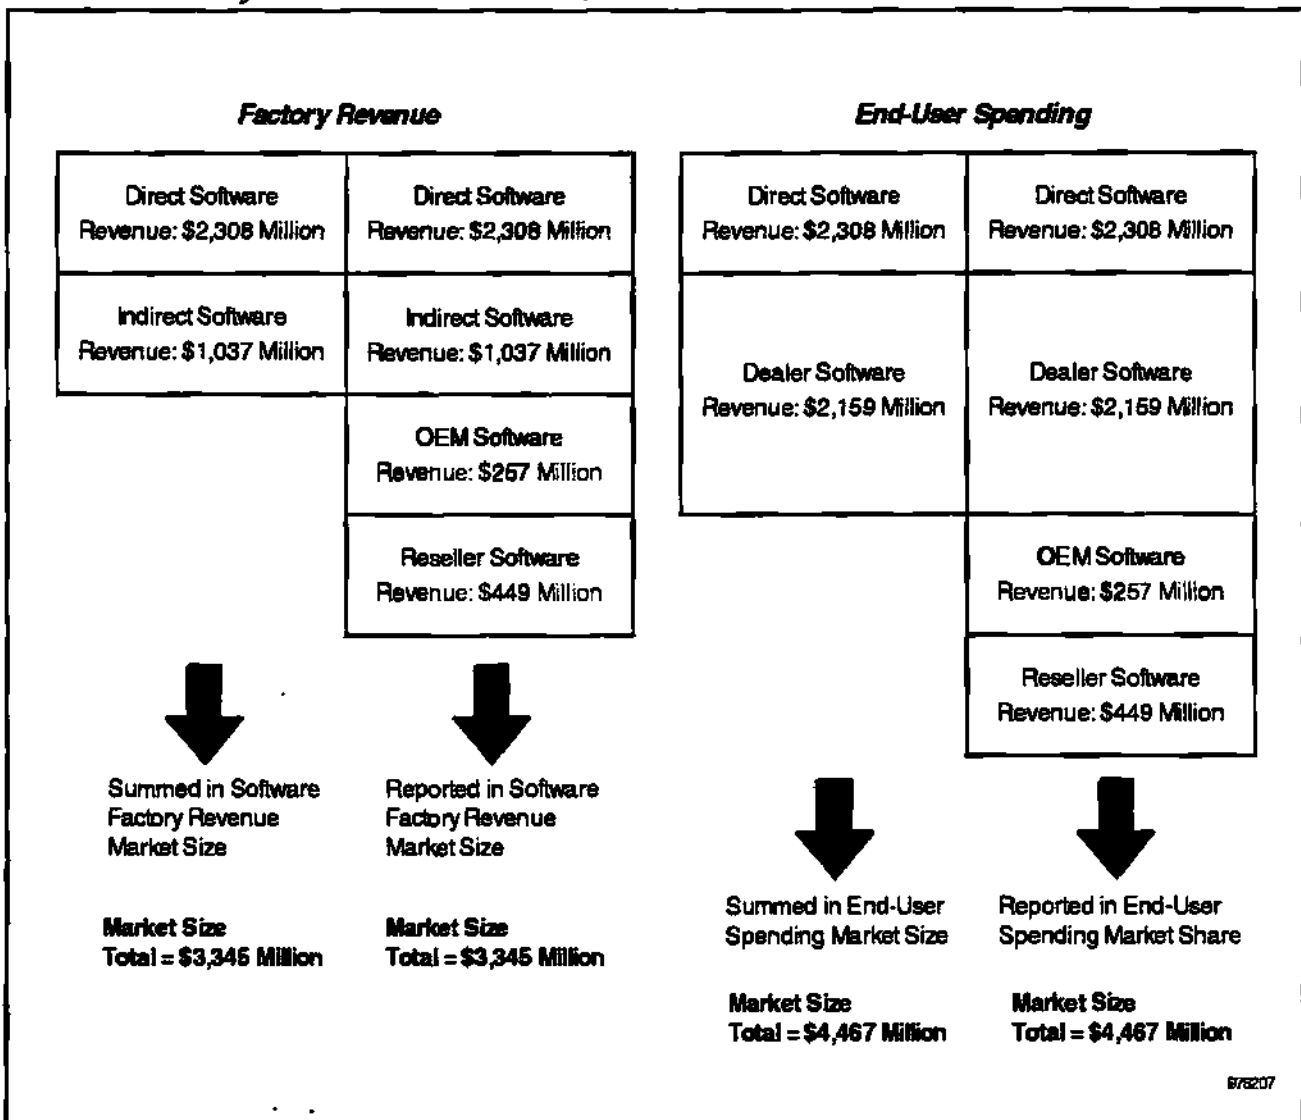 Factory Revenue
Direct Software
Revenue: $2,308 Million
Direct Software
Revenue: $2,308 Million
Indirect Software
Revenue: $1,037 Million
Indirect Software
Revenue: $1,037 Million
OEM Software
Revenue: $257 Million
Reseller Software
Revenue: $449 Million
Summed in Software
Factory Revenue
Market Size
Market Size
Total = $3,345 Million
Reported in Software
Factory Revenue
Market Size
Market Size
Total = $3,345 Million
End-User Spending
Direct Software
Revenue: $2,308 Million
Direct Software
Revenue: $2,308 Million
Dealer Software
Revenue: $2,159 Million
Dealer Software
Revenue: $2,159 Million
OEM Software
Revenue: $257 Million
Reseller Software
Revenue: $449 Million
Summed in End-User
Spending Market Size
Market Size
Total = $4,467 Million
Reported in End-User
Spending Market Share
Market Size
Total = $4,467 Million